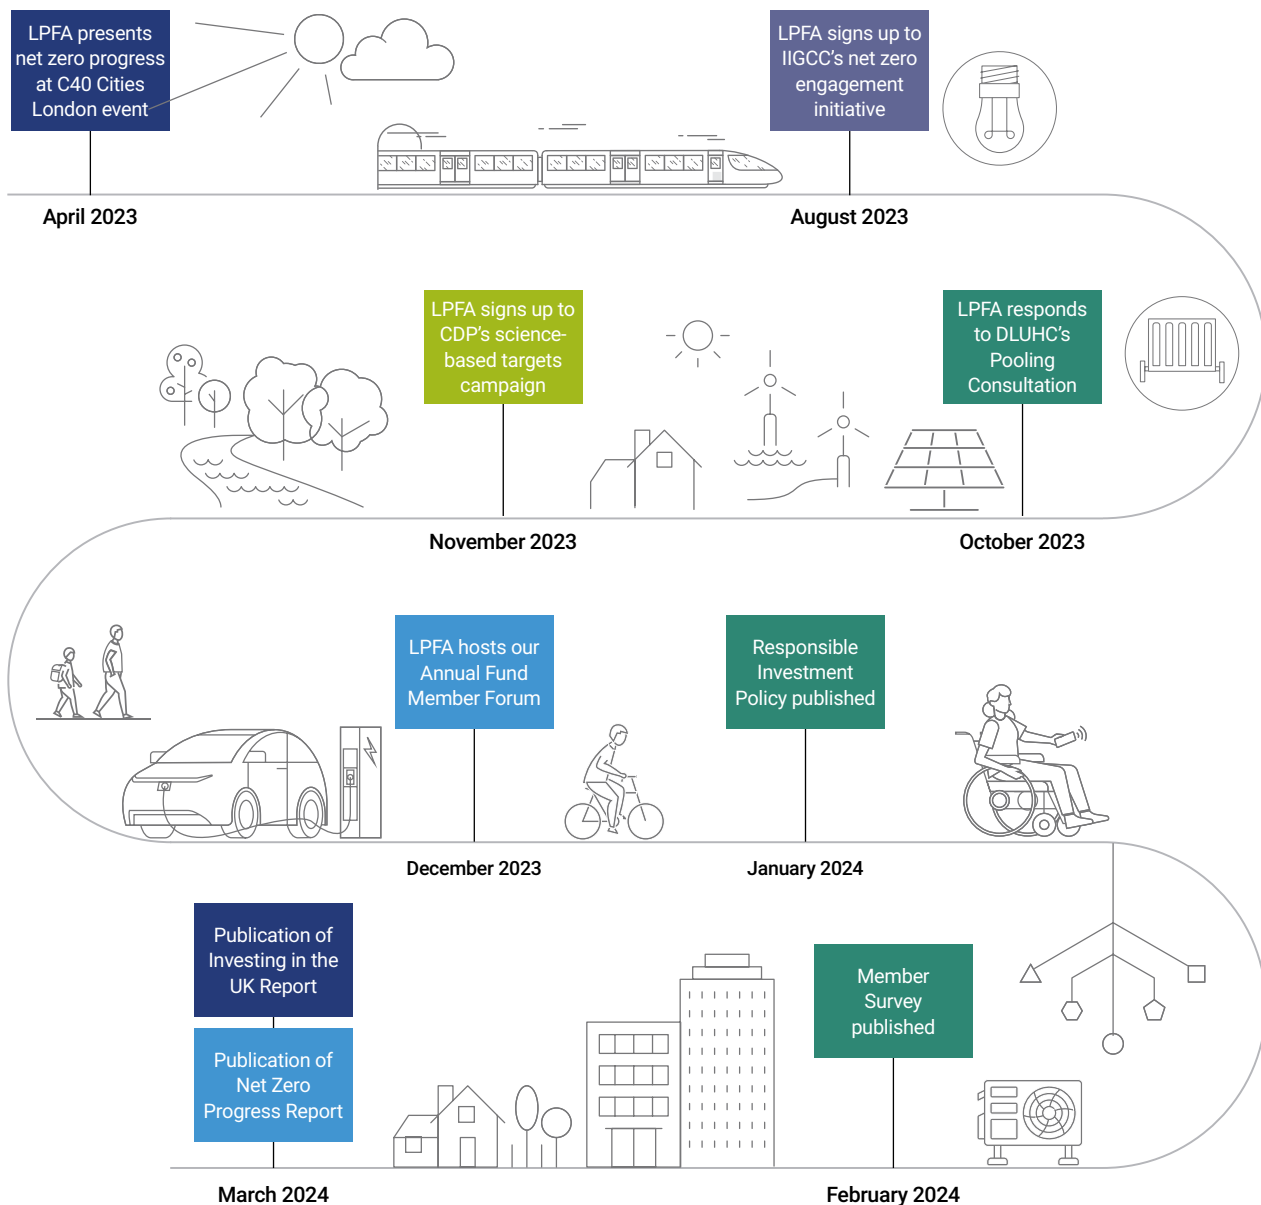 LPFA presents
net zero progress
at C40 Cities
London event
April 2023
LPFA signs up to
IIGCC's net zero
engagement
initiative
August 2023
LPFA responds
to DLUHC's
Pooling
Consultation
October 2023
LPFA signs up to
CDP's science-
based targets
campaign
November 2023
LPFA hosts our
Annual Fund
Member Forum
December 2023
Responsible
Investment
Policy published
January 2024
Member
Survey
published
February 2024
Publication of
Investing in the
UK Report
Publication of
Net Zero
Progress Report
March 2024